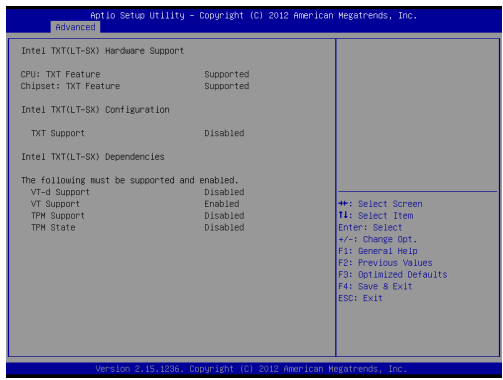 Aptio Setup Utility – Copyright (C) 2012 American Megatrends, Inc.
Advanced
Intel TXT(LT-SX) Hardware Support
CPU: TXT Feature Supported
Chipset: TXT Feature Supported
Intel TXT(LT-SX) Configuration
TXT Support Disabled
Intel TXT(LT-SX) Dependencies
The following must be supported and enabled.
VT-d Support Disabled
VT Support Enabled
TPM Support Disabled
TPM State Disabled
→←: Select Screen
↑↓: Select Item
Enter: Select
+/-: Change Opt.
F1: General Help
F2: Previous Values
F3: Optimized Defaults
F4: Save & Exit
ESC: Exit
Version 2.15.1236. Copyright (C) 2012 American Megatrends, Inc.